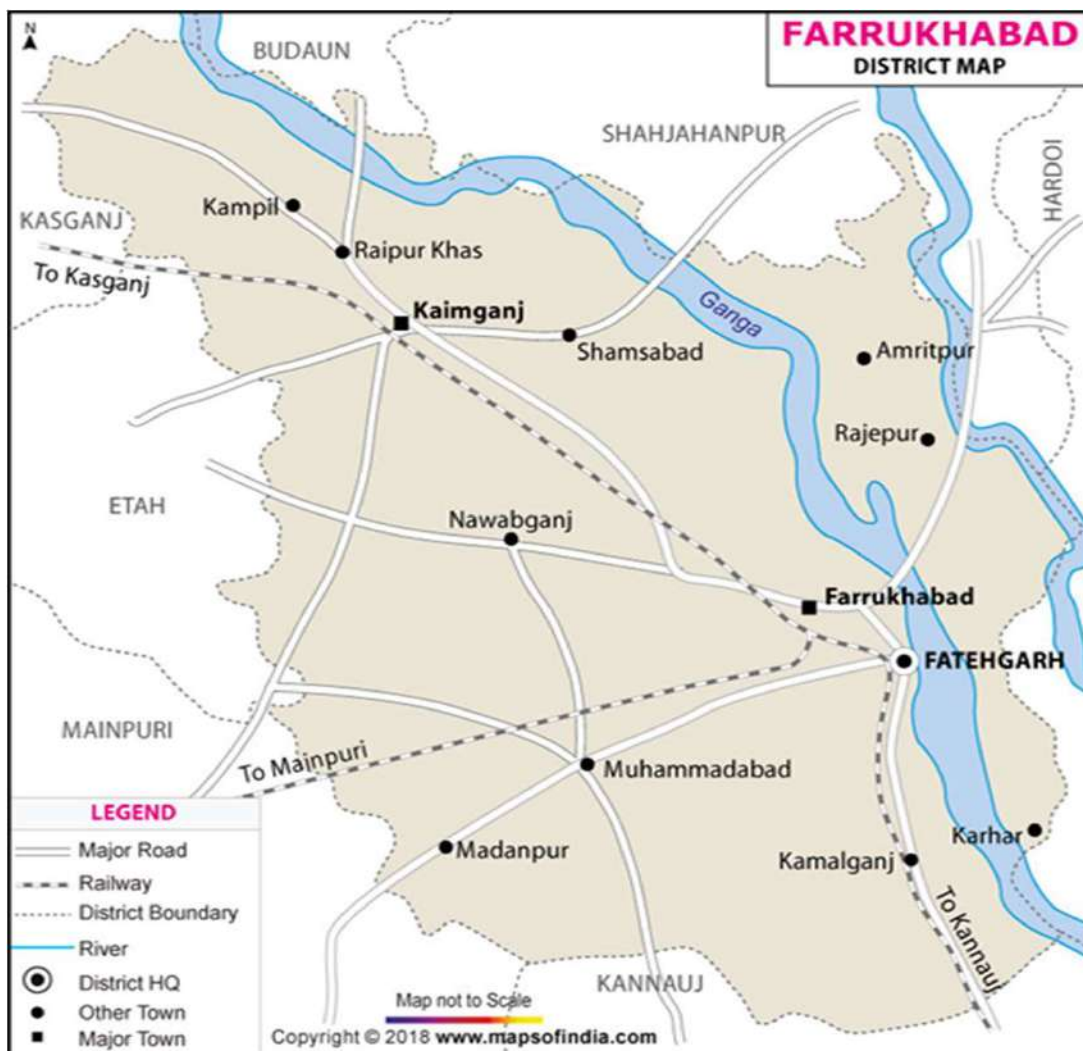 N
FARRUKHABAD
DISTRICT MAP
BUDAUN
SHAHJAHANPUR
HARDOI
KASGANJ
Kampil
Raipur Khas
To Kasganj
Kaimganj
Ganga
Shamsabad
Amritpur
Rajepur
ETAH
Nawabganj
Farrukhabad
FATEHGARH
MAINPURI
To Mainpuri
Muhammadabad
Madanpur
Kamalganj
Karhar
To Kannauj
KANNAUJ
LEGEND
Major Road
Railway
District Boundary
River
District HQ
Other Town
Major Town
Map not to Scale
Copyright © 2018 www.mapsofindia.com